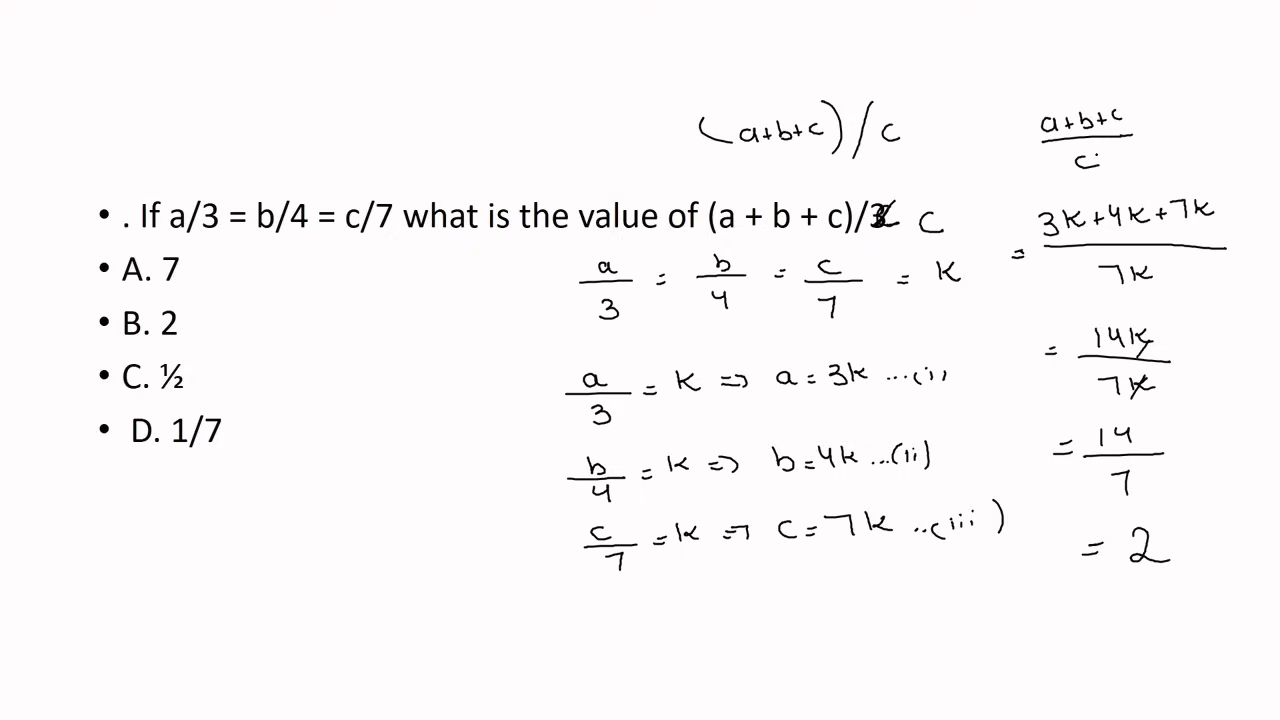 (a+b+c)/c
a+b+c
c
• . If a/3 = b/4 = c/7 what is the value of (a + b + c)/ c
• A. 7
• B. 2
• C. ½
• D. 1/7
a/3 = b/4 = c/7 = k
a/3 = k => a = 3k ...(i)
b/4 = k => b=4k ...(ii)
c/7 = k => c = 7k ..(iii)
= 3k+4k+7k
7k
= 14k
7k
= 14
7
= 2